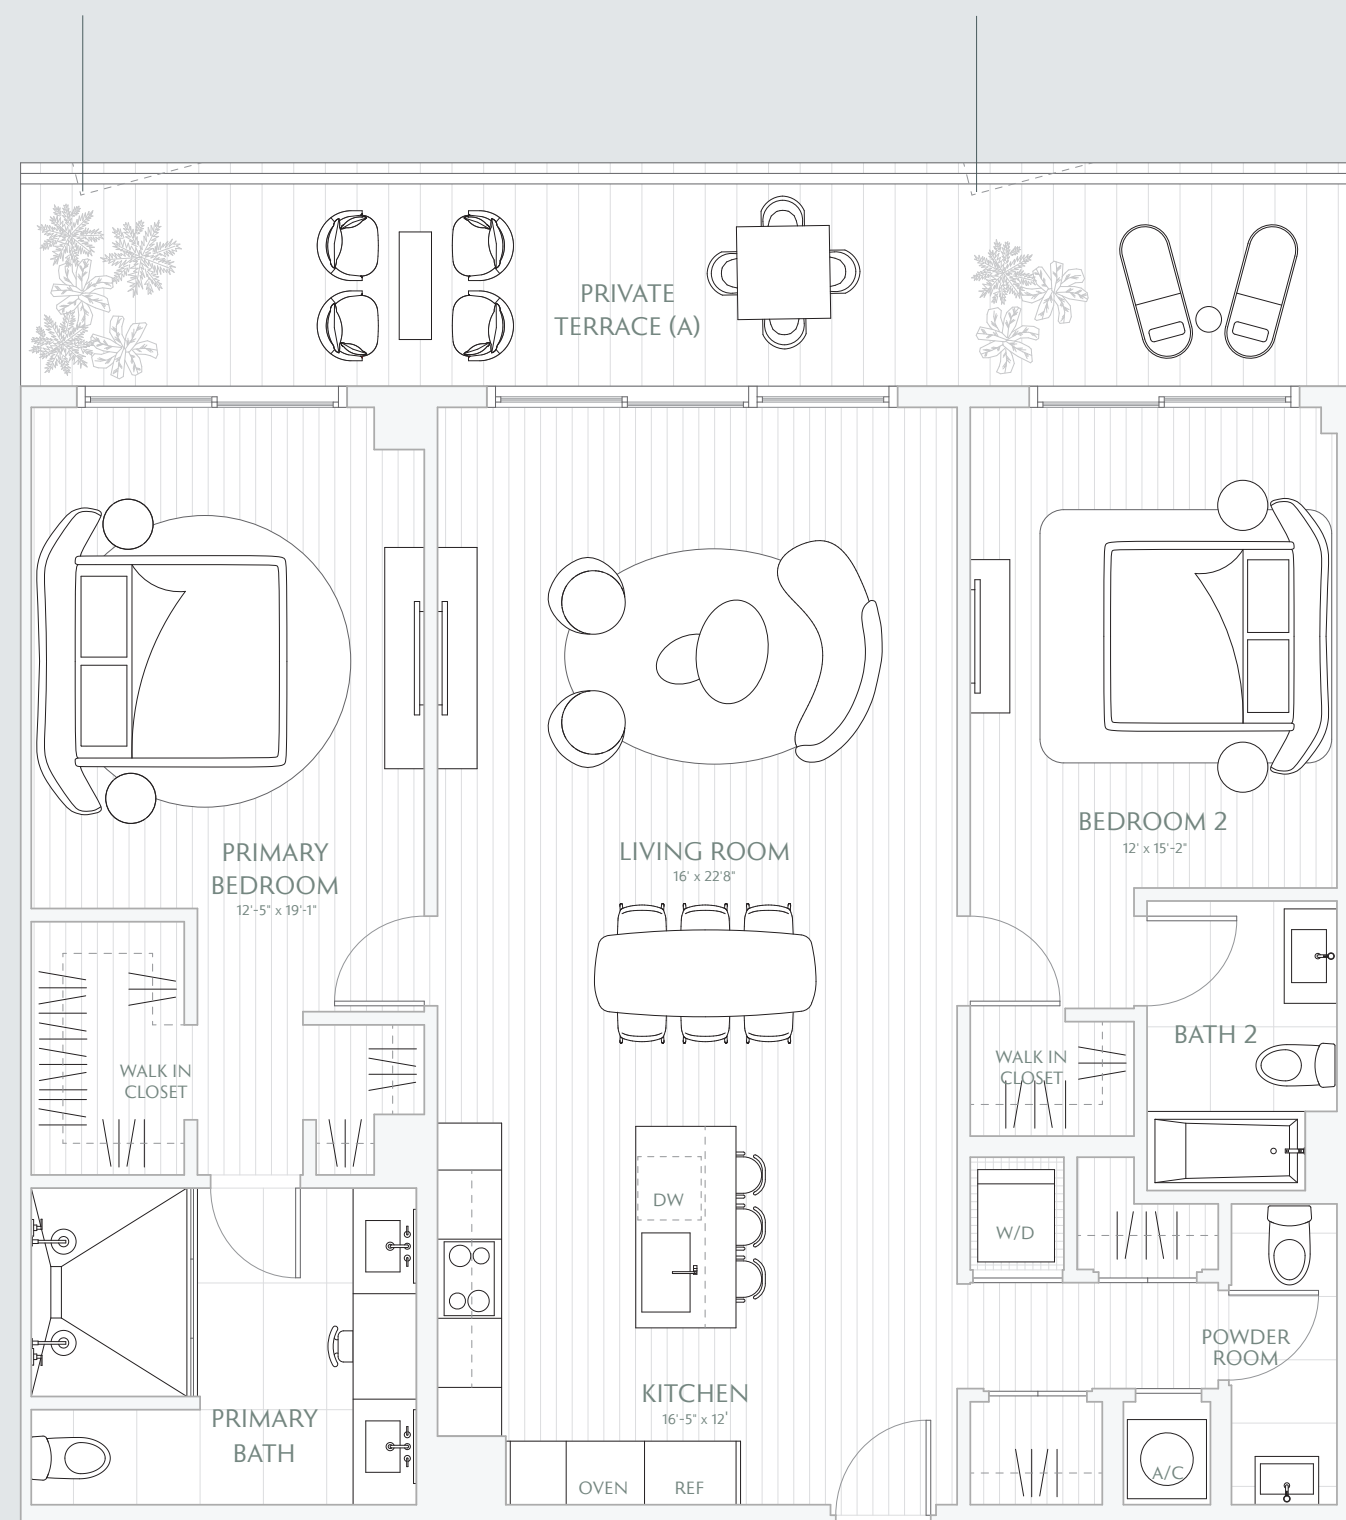 PRIVATE
TERRACE (A)
PRIMARY
BEDROOM
12'-5" x 19'-1"
LIVING ROOM
16' x 22'8"
BEDROOM 2
12' x 15'-2"
WALK IN
CLOSET
WALK IN
CLOSET
BATH 2
DW
W/D
POWDER
ROOM
KITCHEN
16'-5" x 12'
PRIMARY
BATH
OVEN
REF
A/C